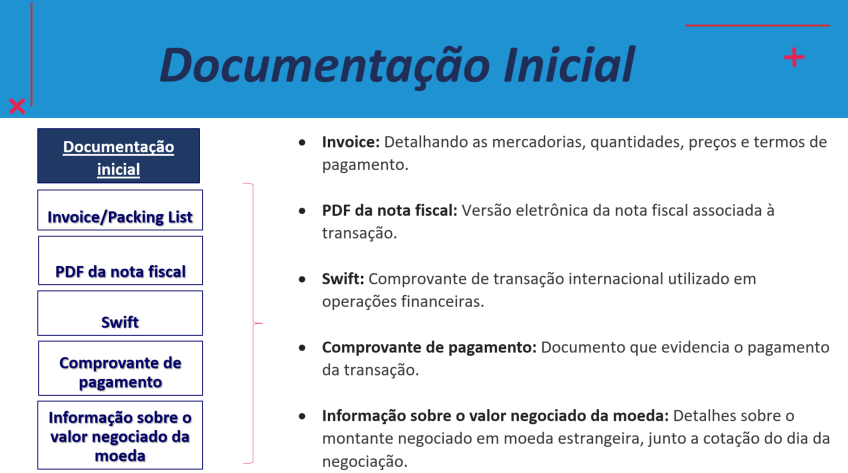 Documentação Inicial
Documentação
inicial
Invoice/Packing List
PDF da nota fiscal
Swift
Comprovante de
pagamento
Informação sobre o
valor negociado da
moeda
• Invoice: Detalhando as mercadorias, quantidades, preços e termos de
pagamento.
• PDF da nota fiscal: Versão eletrônica da nota fiscal associada à
transação.
• Swift: Comprovante de transação internacional utilizado em
operações financeiras.
• Comprovante de pagamento: Documento que evidencia o pagamento
da transação.
• Informação sobre o valor negociado da moeda: Detalhes sobre o
montante negociado em moeda estrangeira, junto a cotação do dia da
negociação.